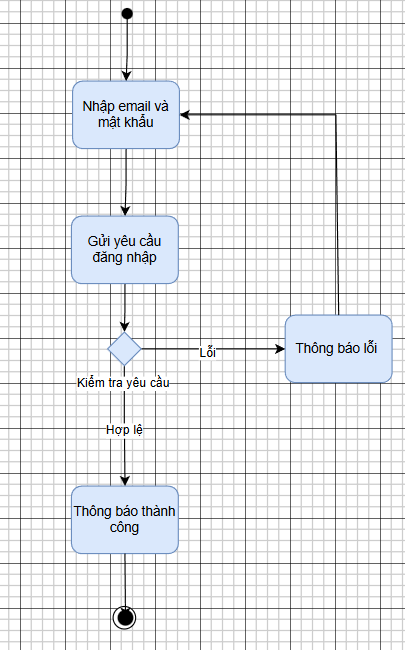 Nhập email và
mật khẩu
Gửi yêu cầu
đăng nhập
Lỗi
Thông báo lỗi
Kiểm tra yêu cầu
Hợp lệ
Thông báo thành
công